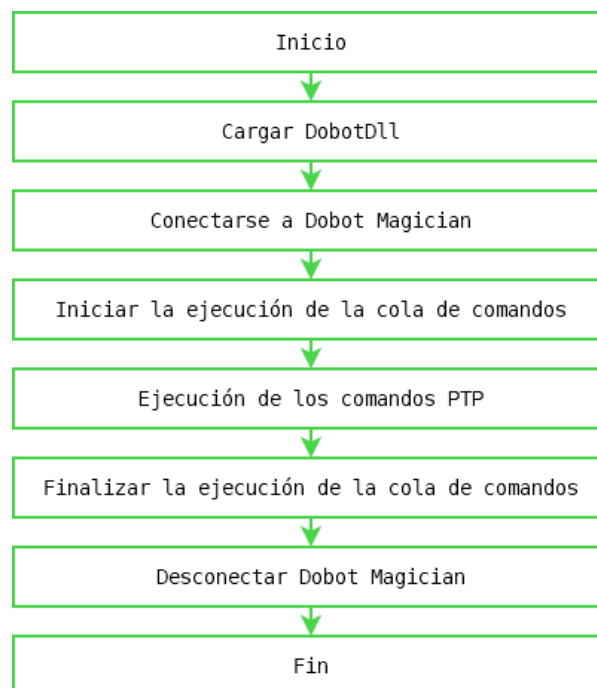 Inicio
Cargar DobotDll
Conectarse a Dobot Magician
Iniciar la ejecución de la cola de comandos
Ejecución de los comandos PTP
Finalizar la ejecución de la cola de comandos
Desconectar Dobot Magician
Fin